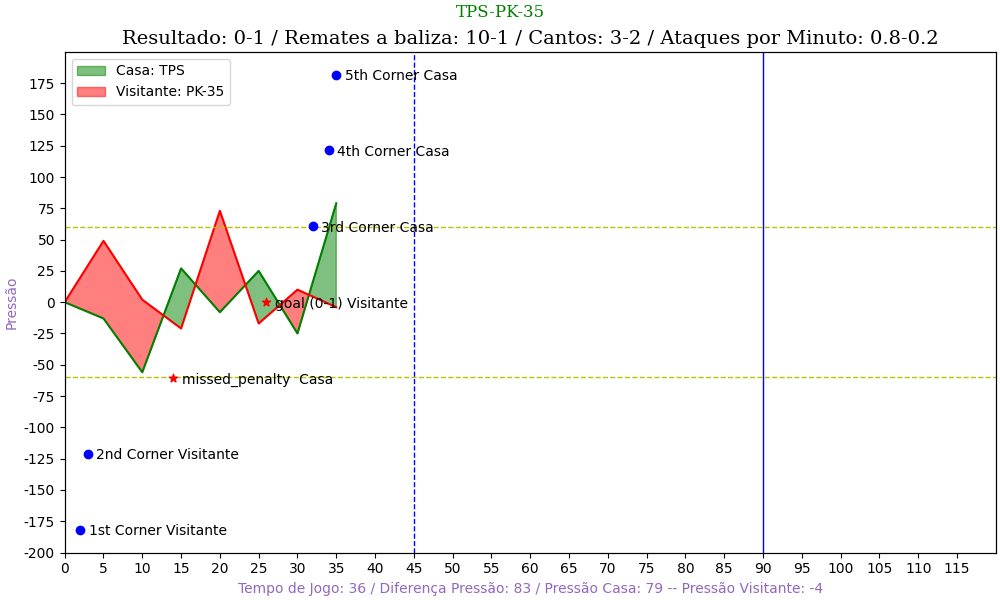 TPS-PK-35
Resultado: 0-1 / Remates a baliza: 10-1 / Cantos: 3-2 / Ataques por Minuto: 0.8-0.2
Casa: TPS
Visitante: PK-35
5th Corner Casa
4th Corner Casa
3rd Corner Casa
goal (0-1) Visitante
missed_penalty  Casa
2nd Corner Visitante
1st Corner Visitante
Pressão
175
150
125
100
75
50
25
0
-25
-50
-75
-100
-125
-150
-175
-200
0 5 10 15 20 25 30 35 40 45 50 55 60 65 70 75 80 85 90 95 100 105 110 115
Tempo de Jogo: 36 / Diferença Pressão: 83 / Pressão Casa: 79 -- Pressão Visitante: -4